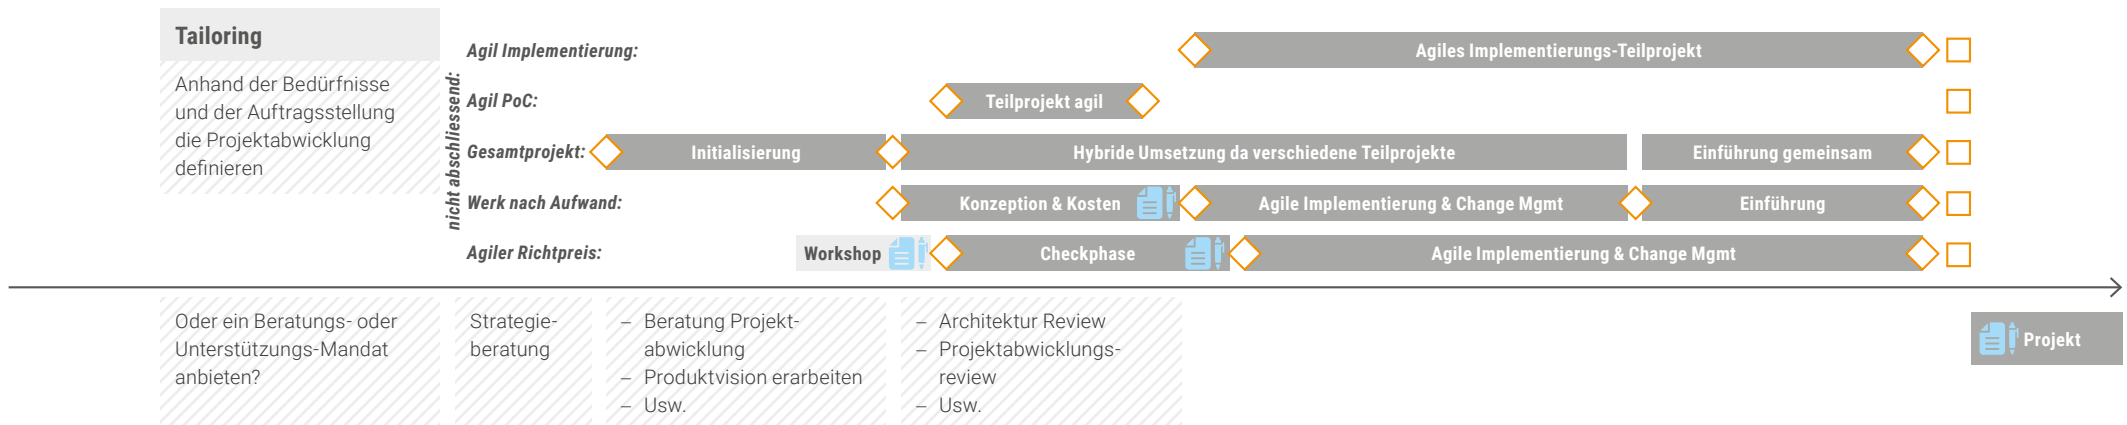 Tailoring
Anhand der Bedürfnisse
und der Auftragsstellung
die Projektabwicklung
definieren
nicht abschliessend:
Agil Implementierung:
Agiles Implementierungs-Teilprojekt
Agil PoC:
Teilprojekt agil
Gesamtprojekt:
Initialisierung
Hybride Umsetzung da verschiedene Teilprojekte
Einführung gemeinsam
Werk nach Aufwand:
Konzeption & Kosten
Agile Implementierung & Change Mgmt
Einführung
Agiler Richtpreis:
Workshop
Checkphase
Agile Implementierung & Change Mgmt
Oder ein Beratungs- oder
Unterstützungs-Mandat
anbieten?
Strategie-
beratung
– Beratung Projekt-
abwicklung
– Produktvision erarbeiten
– Usw.
– Architektur Review
– Projektabwicklungs-
review
– Usw.
Projekt